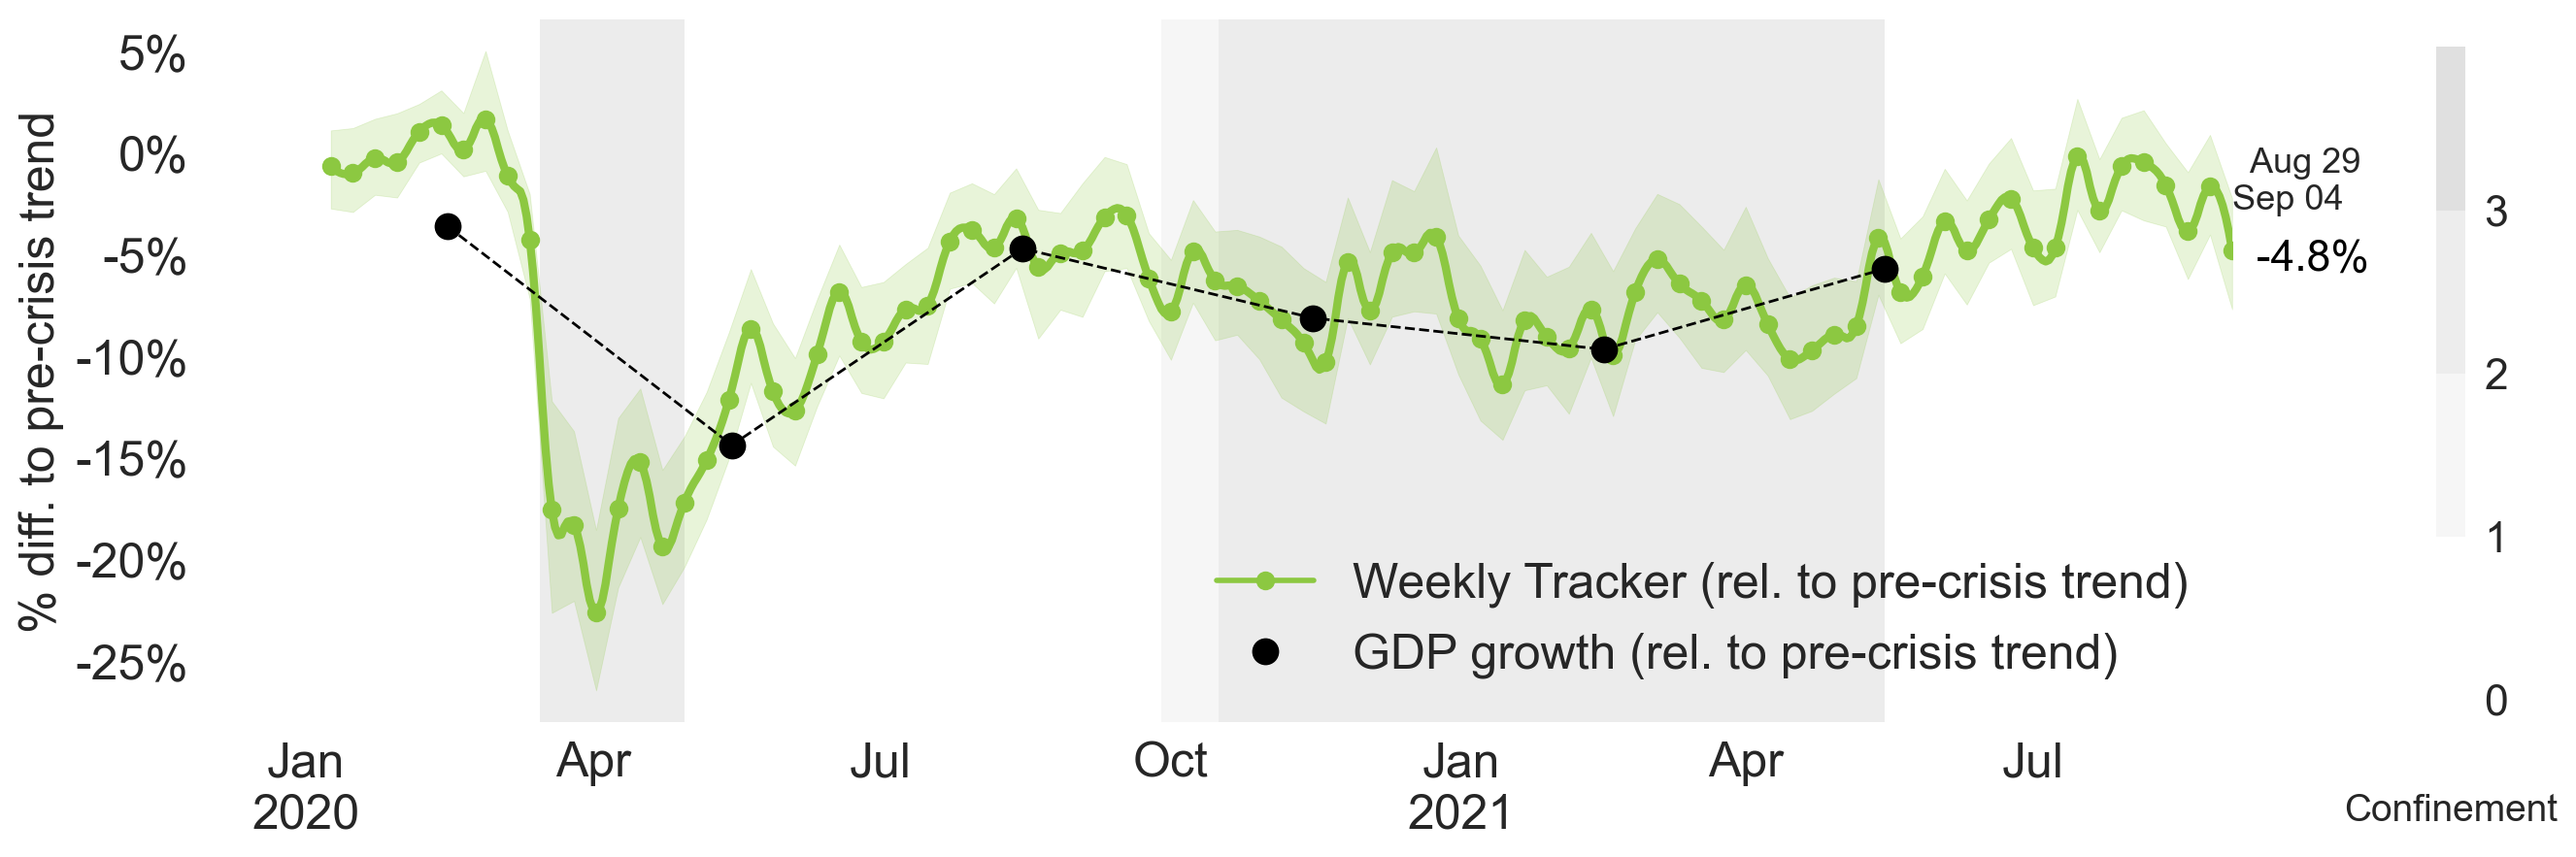 % diff. to pre-crisis trend
5%
0%
-5%
-10%
-15%
-20%
-25%
Jan
2020
Apr
Jul
Oct
Jan
2021
Apr
Jul
Weekly Tracker (rel. to pre-crisis trend)
GDP growth (rel. to pre-crisis trend)
Aug 29
Sep 04
-4.8%
3
2
1
0
Confinement